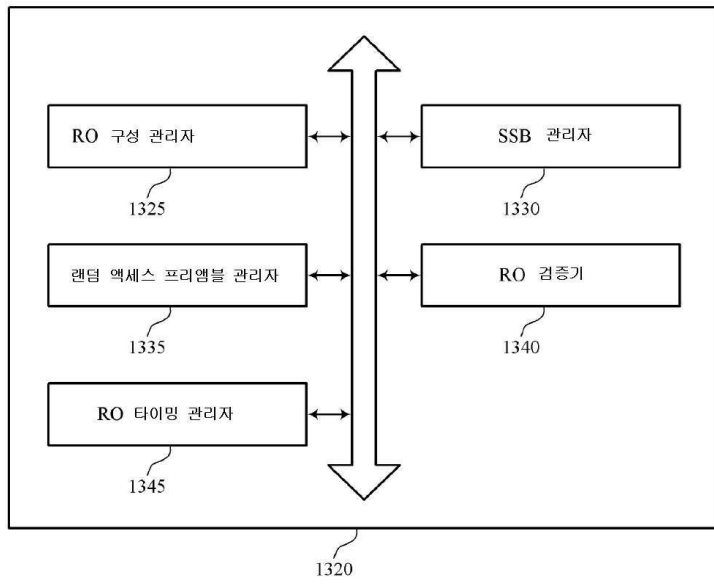 RO 구성 관리자
1325
SSB 관리자
1330
랜덤 액세스 프리앰블 관리자
1335
RO 검증기
1340
RO 타이밍 관리자
1345
1320